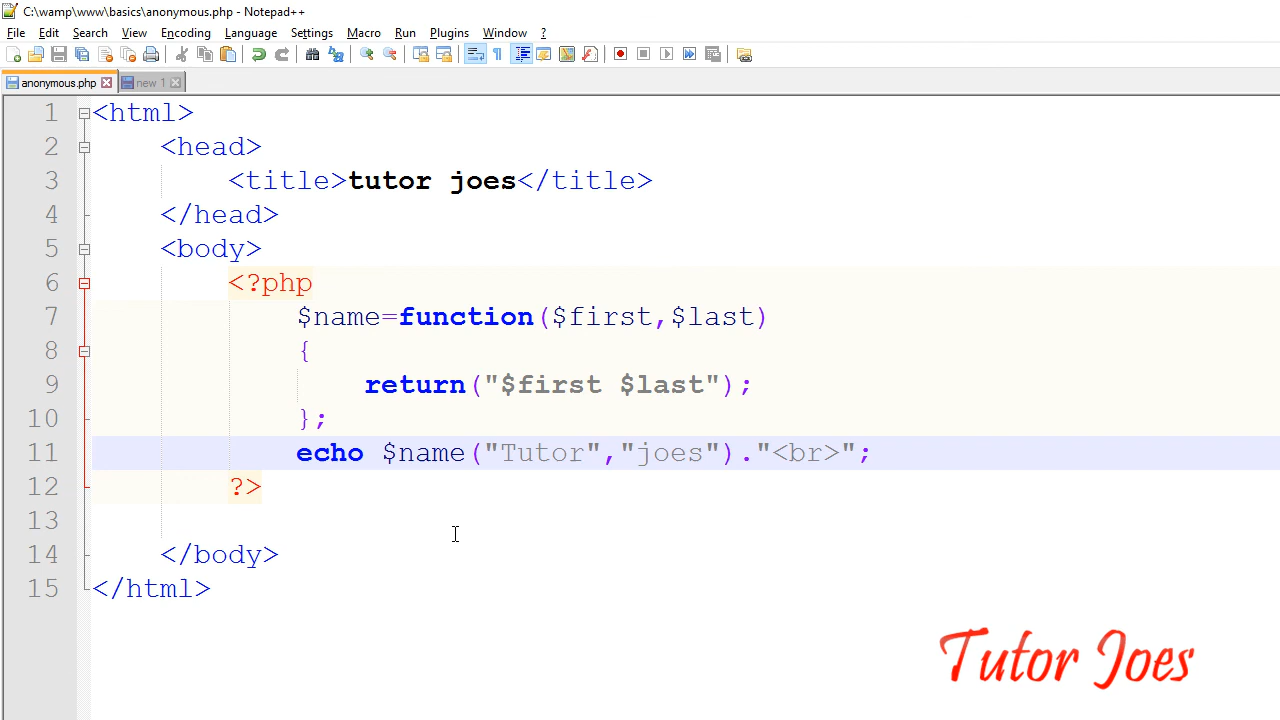 C:\wamp\www\basics\anonymous.php - Notepad++
File Edit Search View Encoding Language Settings Macro Run Plugins Window ?
anonymous.php new 1
1 <html>
2 <head>
3 <title>tutor joes</title>
4 </head>
5 <body>
6 <?php
7 $name=function($first,$last)
8 {
9 return("$first $last");
10 };
11 echo $name("Tutor","joes")."<br>";
12 ?>
13
14 </body>
15 </html>
Tutor Joes